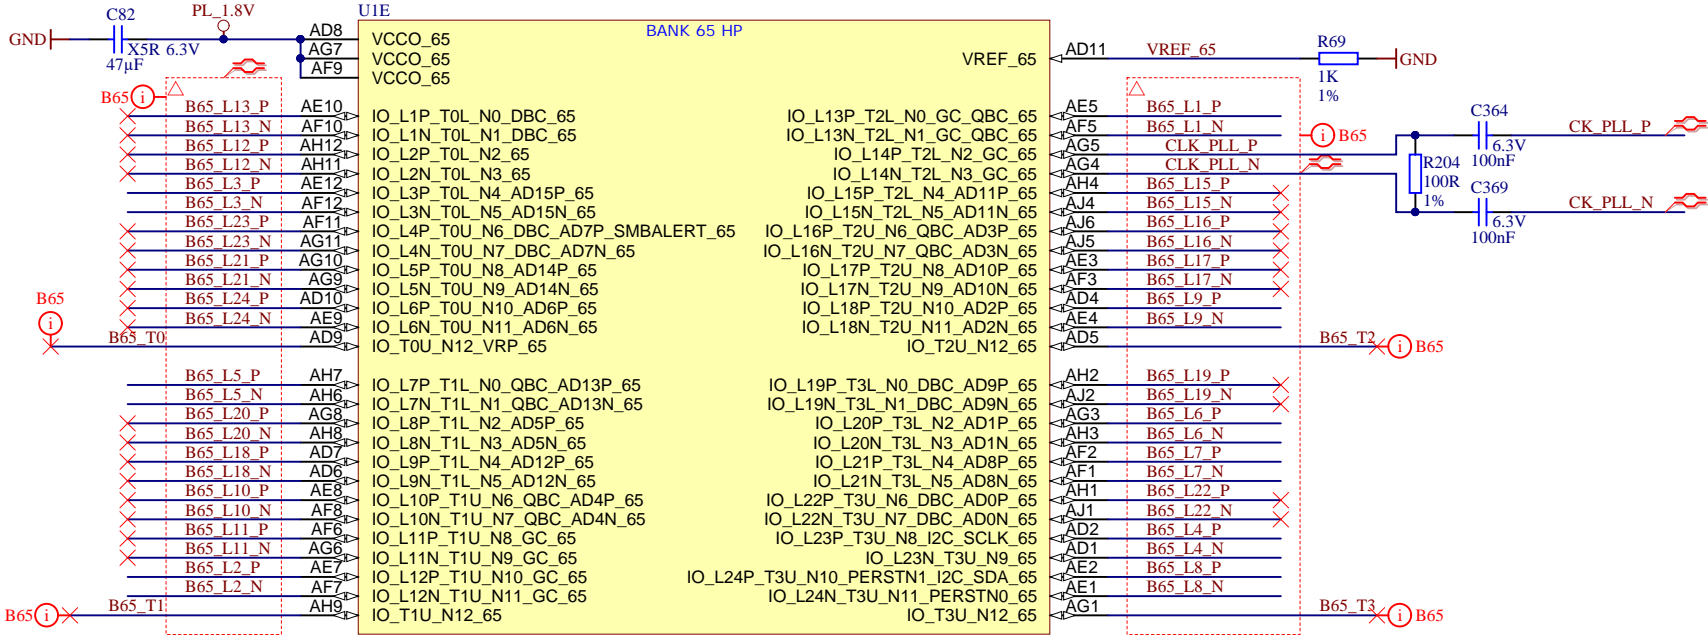 C82 PL_1.8V U1E
BANK 65 HP
GND X5R 6.3V 47µF
AD8 VCCO_65
AG7 VCCO_65
AF9 VCCO_65
VREF_65 AD11 VREF_65 R69 1K 1% GND
B65 i
B65_L13_P AE10 IO_L1P_T0L_N0_DBC_65
B65_L13_N AF10 IO_L1N_T0L_N1_DBC_65
B65_L12_P AH12 IO_L2P_T0L_N2_65
B65_L12_N AH11 IO_L2N_T0L_N3_65
B65_L3_P AE12 IO_L3P_T0L_N4_AD15P_65
B65_L3_N AF12 IO_L3N_T0L_N5_AD15N_65
B65_L23_P AF11 IO_L4P_T0U_N6_DBC_AD7P_SMBALERT_65
B65_L23_N AG11 IO_L4N_T0U_N7_DBC_AD7N_65
B65_L21_P AG10 IO_L5P_T0U_N8_AD14P_65
B65_L21_N AG9 IO_L5N_T0U_N9_AD14N_65
B65_L24_P AD10 IO_L6P_T0U_N10_AD6P_65
B65_L24_N AE9 IO_L6N_T0U_N11_AD6N_65
B65 i
B65_T0 AD9 IO_T0U_N12_VRP_65
B65_L5_P AH7 IO_L7P_T1L_N0_QBC_AD13P_65
B65_L5_N AH6 IO_L7N_T1L_N1_QBC_AD13N_65
B65_L20_P AG8 IO_L8P_T1L_N2_AD5P_65
B65_L20_N AH8 IO_L8N_T1L_N3_AD5N_65
B65_L18_P AD7 IO_L9P_T1L_N4_AD12P_65
B65_L18_N AD6 IO_L9N_T1L_N5_AD12N_65
B65_L10_P AE8 IO_L10P_T1U_N6_QBC_AD4P_65
B65_L10_N AF8 IO_L10N_T1U_N7_QBC_AD4N_65
B65_L11_P AF6 IO_L11P_T1U_N8_GC_65
B65_L11_N AG6 IO_L11N_T1U_N9_GC_65
B65_L2_P AE7 IO_L12P_T1U_N10_GC_65
B65_L2_N AF7 IO_L12N_T1U_N11_GC_65
B65 i B65_T1 AH9 IO_T1U_N12_65
IO_L13P_T2L_N0_GC_QBC_65 AE5 B65_L1_P
IO_L13N_T2L_N1_GC_QBC_65 AF5 B65_L1_N i B65
IO_L14P_T2L_N2_GC_65 AG5 CLK_PLL_P
IO_L14N_T2L_N3_GC_65 AG4 CLK_PLL_N
IO_L15P_T2L_N4_AD11P_65 AH4 B65_L15_P
IO_L15N_T2L_N5_AD11N_65 AJ4 B65_L15_N
IO_L16P_T2U_N6_QBC_AD3P_65 AJ6 B65_L16_P
IO_L16N_T2U_N7_QBC_AD3N_65 AJ5 B65_L16_N
IO_L17P_T2U_N8_AD10P_65 AE3 B65_L17_P
IO_L17N_T2U_N9_AD10N_65 AF3 B65_L17_N
IO_L18P_T2U_N10_AD2P_65 AD4 B65_L9_P
IO_L18N_T2U_N11_AD2N_65 AE4 B65_L9_N
IO_T2U_N12_65 AD5 B65_T2 i B65
IO_L19P_T3L_N0_DBC_AD9P_65 AH2 B65_L19_P
IO_L19N_T3L_N1_DBC_AD9N_65 AJ2 B65_L19_N
IO_L20P_T3L_N2_AD1P_65 AG3 B65_L6_P
IO_L20N_T3L_N3_AD1N_65 AH3 B65_L6_N
IO_L21P_T3L_N4_AD8P_65 AF2 B65_L7_P
IO_L21N_T3L_N5_AD8N_65 AF1 B65_L7_N
IO_L22P_T3U_N6_DBC_AD0P_65 AH1 B65_L22_P
IO_L22N_T3U_N7_DBC_AD0N_65 AJ1 B65_L22_N
IO_L23P_T3U_N8_I2C_SCLK_65 AD2 B65_L4_P
IO_L23N_T3U_N9_65 AD1 B65_L4_N
IO_L24P_T3U_N10_PERSTN1_I2C_SDA_65 AE2 B65_L8_P
IO_L24N_T3U_N11_PERSTN0_65 AE1 B65_L8_N
IO_T3U_N12_65 AG1 B65_T3 i B65
C364 CK_PLL_P
6.3V
100nF
R204
100R
1%
C369 CK_PLL_N
6.3V
100nF